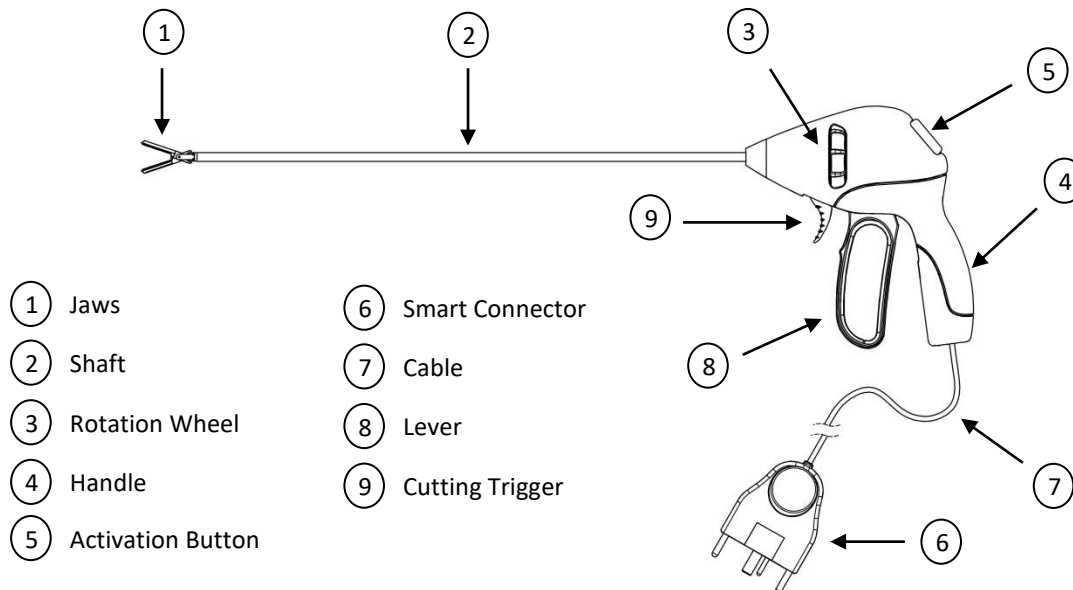 1
2
3
5
4
9
1 Jaws
6 Smart Connector
2 Shaft
7 Cable
8
3 Rotation Wheel
8 Lever
4 Handle
9 Cutting Trigger
7
5 Activation Button
6